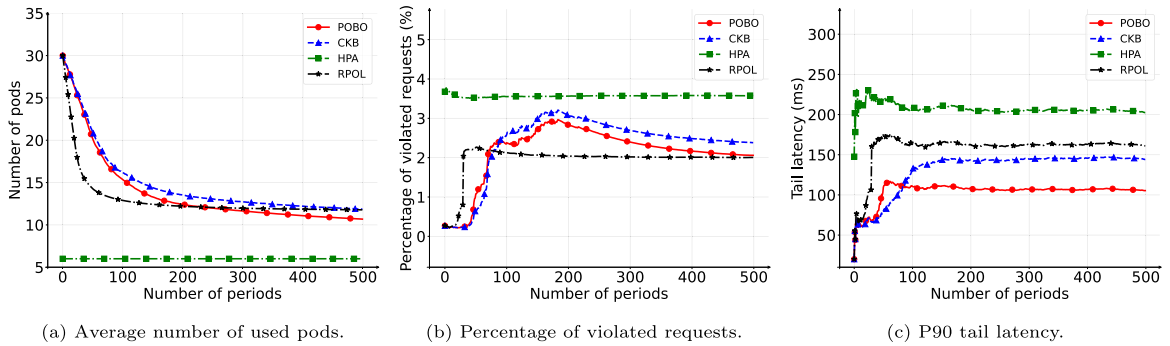 Number of pods
35
30
25
20
15
10
5
0
100
200
300
400
500
Number of periods
POBO
CKB
HPA
RPOL
(a) Average number of used pods.
Percentage of violated requests (%)
5
4
3
2
1
0
0
100
200
300
400
500
Number of periods
POBO
CKB
HPA
RPOL
(b) Percentage of violated requests.
Tail latency (ms)
300
250
200
150
100
50
0
100
200
300
400
500
Number of periods
POBO
CKB
HPA
RPOL
(c) P90 tail latency.